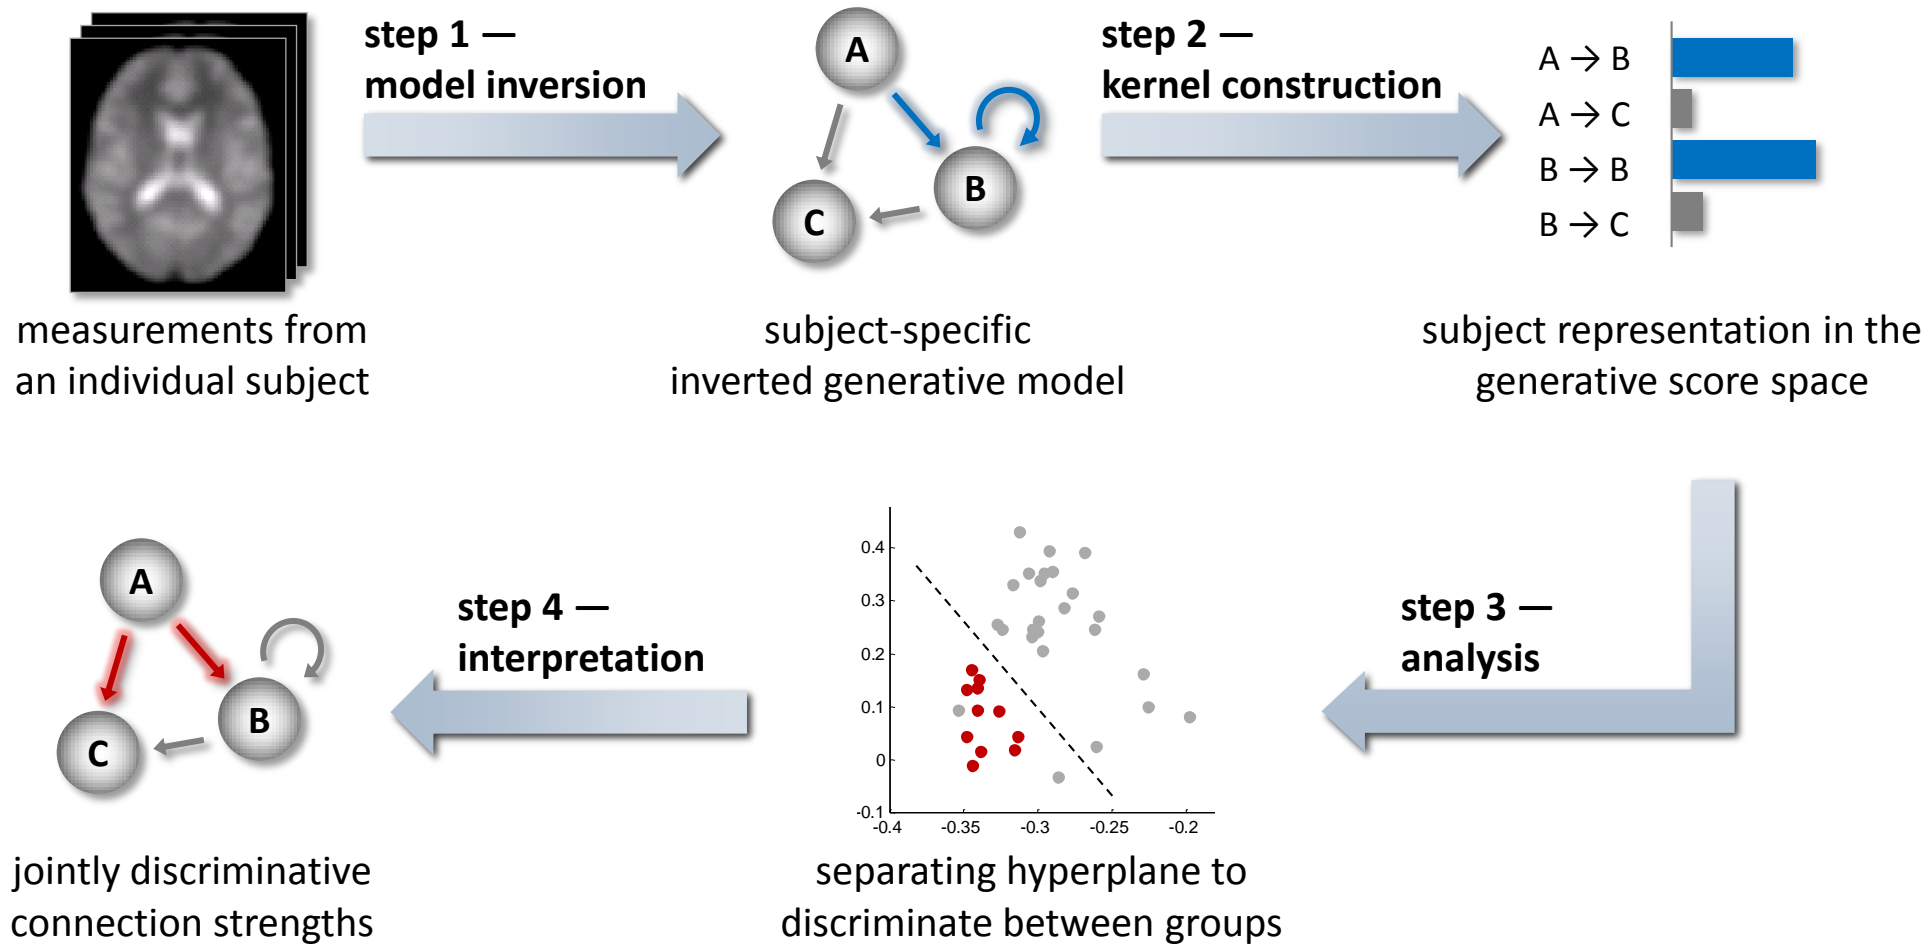 step 1 —
model inversion
A
B
C
step 2 —
kernel construction
A → B
A → C
B → B
B → C
measurements from
an individual subject
subject-specific
inverted generative model
subject representation in the
generative score space
step 3 —
analysis
0.4
0.3
0.2
0.1
0
-0.1
-0.4
-0.35
-0.3
-0.25
-0.2
step 4 —
interpretation
A
B
C
separating hyperplane to
discriminate between groups
jointly discriminative
connection strengths